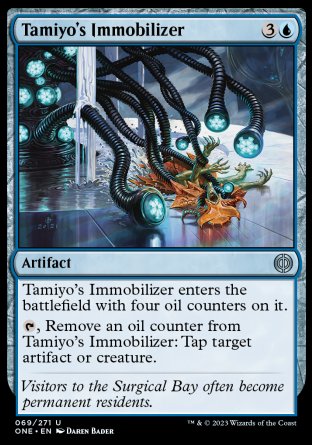 Tamiyo's Immobilizer 3
Artifact
Tamiyo's Immobilizer enters the
battlefield with four oil counters on it.
, Remove an oil counter from
Tamiyo's Immobilizer: Tap target
artifact or creature.
Visitors to the Surgical Bay often become
permanent residents.
069/271 U
ONE • EN Daren Bader
™ & © 2023 Wizards of the Coast